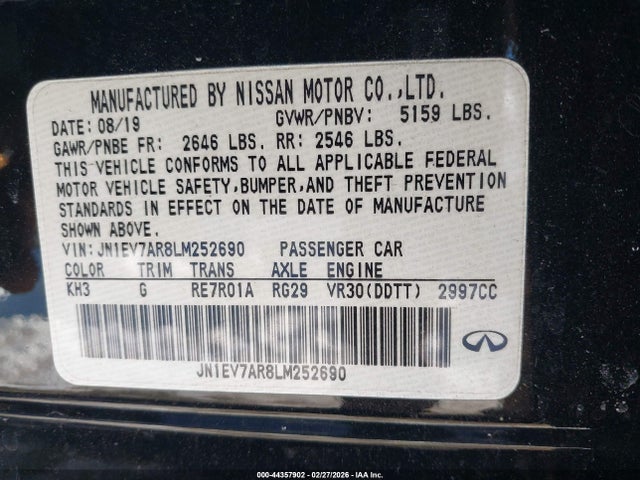 MANUFACTURED BY NISSAN MOTOR CO.,LTD.
DATE: 08/19 GVWR/PNBV: 5159 LBS.
GAWR/PNBE FR: 2646 LBS. RR: 2546 LBS.
THIS VEHICLE CONFORMS TO ALL APPLICABLE FEDERAL
MOTOR VEHICLE SAFETY,BUMPER,AND THEFT PREVENTION
STANDARDS IN EFFECT ON THE DATE OF MANUFACTURE
SHOWN ABOVE.
VIN:JN1EV7AR8LM252690 PASSENGER CAR
COLOR TRIM TRANS AXLE ENGINE
KH3 G RE7R01A RG29 VR30(DDTT) 2997CC
JN1EV7AR8LM252690
000-44357902 - 02/27/2026 - IAA Inc.